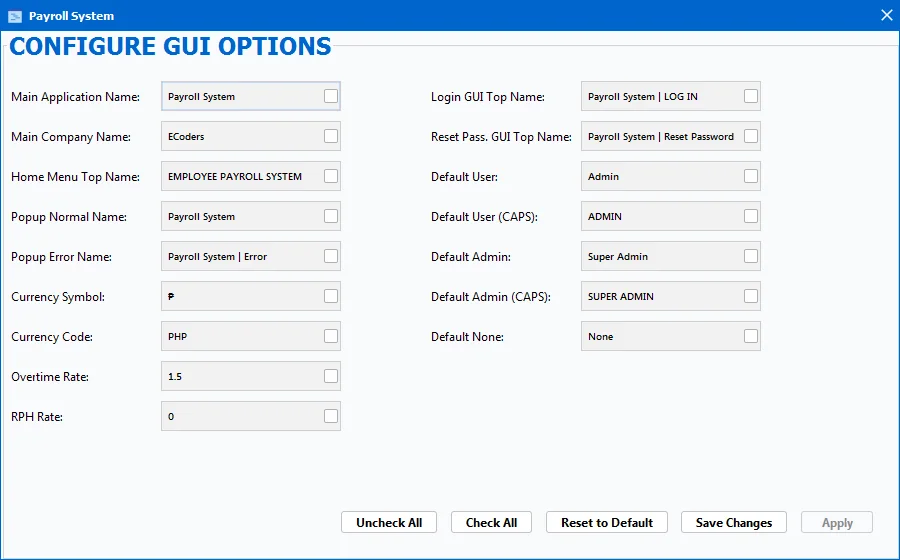 Payroll System
CONFIGURE GUI OPTIONS
Main Application Name: Payroll System
Main Company Name: ECoders
Home Menu Top Name: EMPLOYEE PAYROLL SYSTEM
Popup Normal Name: Payroll System
Popup Error Name: Payroll System | Error
Currency Symbol: ₱
Currency Code: PHP
Overtime Rate: 1.5
RPH Rate: 0
Login GUI Top Name: Payroll System | LOG IN
Reset Pass. GUI Top Name: Payroll System | Reset Password
Default User: Admin
Default User (CAPS): ADMIN
Default Admin: Super Admin
Default Admin (CAPS): SUPER ADMIN
Default None: None
Uncheck All Check All Reset to Default Save Changes Apply